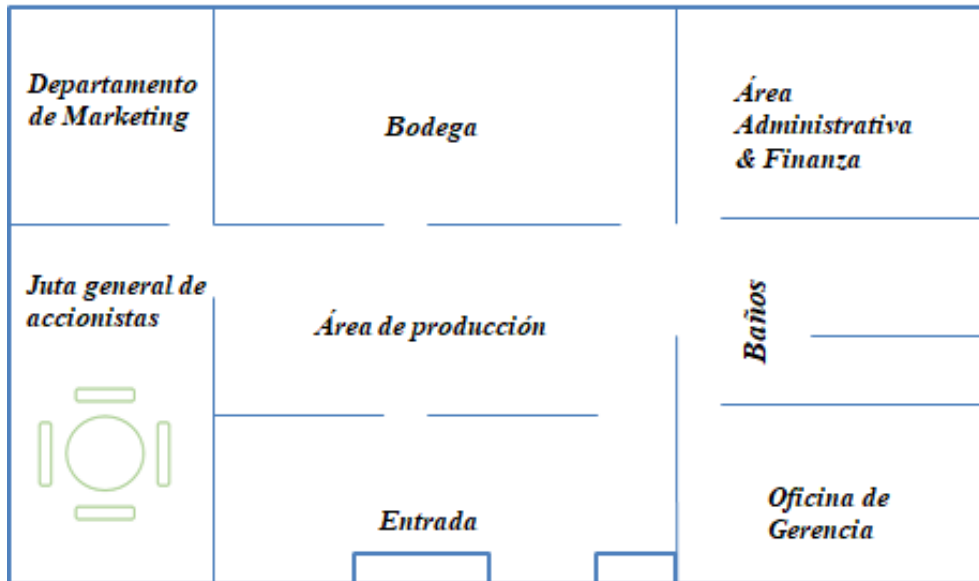 Departamento
de Marketing
Bodega
Área
Administrativa
& Finanza
Juta general de
accionistas
Área de producción
Baños
Entrada
Oficina de
Gerencia